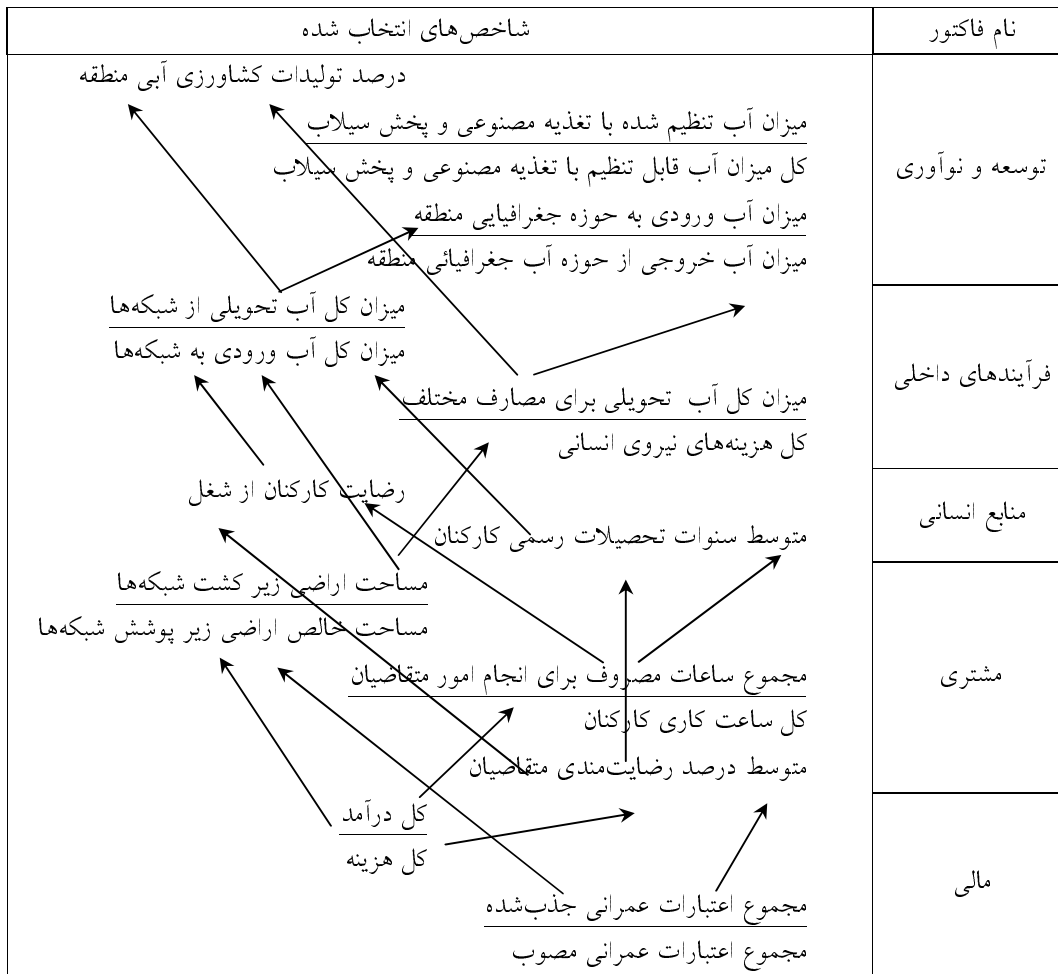 نام فاکتور
شاخص‌های انتخاب شده
توسعه و نوآوری
درصد تولیدات کشاورزی آبی منطقه
میزان آب تنظیم شده با تغذیه مصنوعی و پخش سیلاب
کل میزان آب قابل تنظیم با تغذیه مصنوعی و پخش سیلاب
میزان آب ورودی به حوزه جغرافیایی منطقه
میزان آب خروجی از حوزه آب جغرافیائی منطقه
فرآیندهای داخلی
میزان کل آب تحویلی از شبکه‌ها
میزان کل آب ورودی به شبکه‌ها
میزان کل آب تحویلی برای مصارف مختلف
کل هزینه‌های نیروی انسانی
منابع انسانی
رضایت کارکنان از شغل
متوسط سنوات تحصیلات رسمی کارکنان
مشتری
مساحت اراضی زیر کشت شبکه‌ها
مساحت خالص اراضی زیر پوشش شبکه‌ها
مجموع ساعات مصروف برای انجام امور متقاضیان
کل ساعت کاری کارکنان
متوسط درصد رضایت‌مندی متقاضیان
مالی
کل درآمد
کل هزینه
مجموع اعتبارات عمرانی جذب‌شده
مجموع اعتبارات عمرانی مصوب